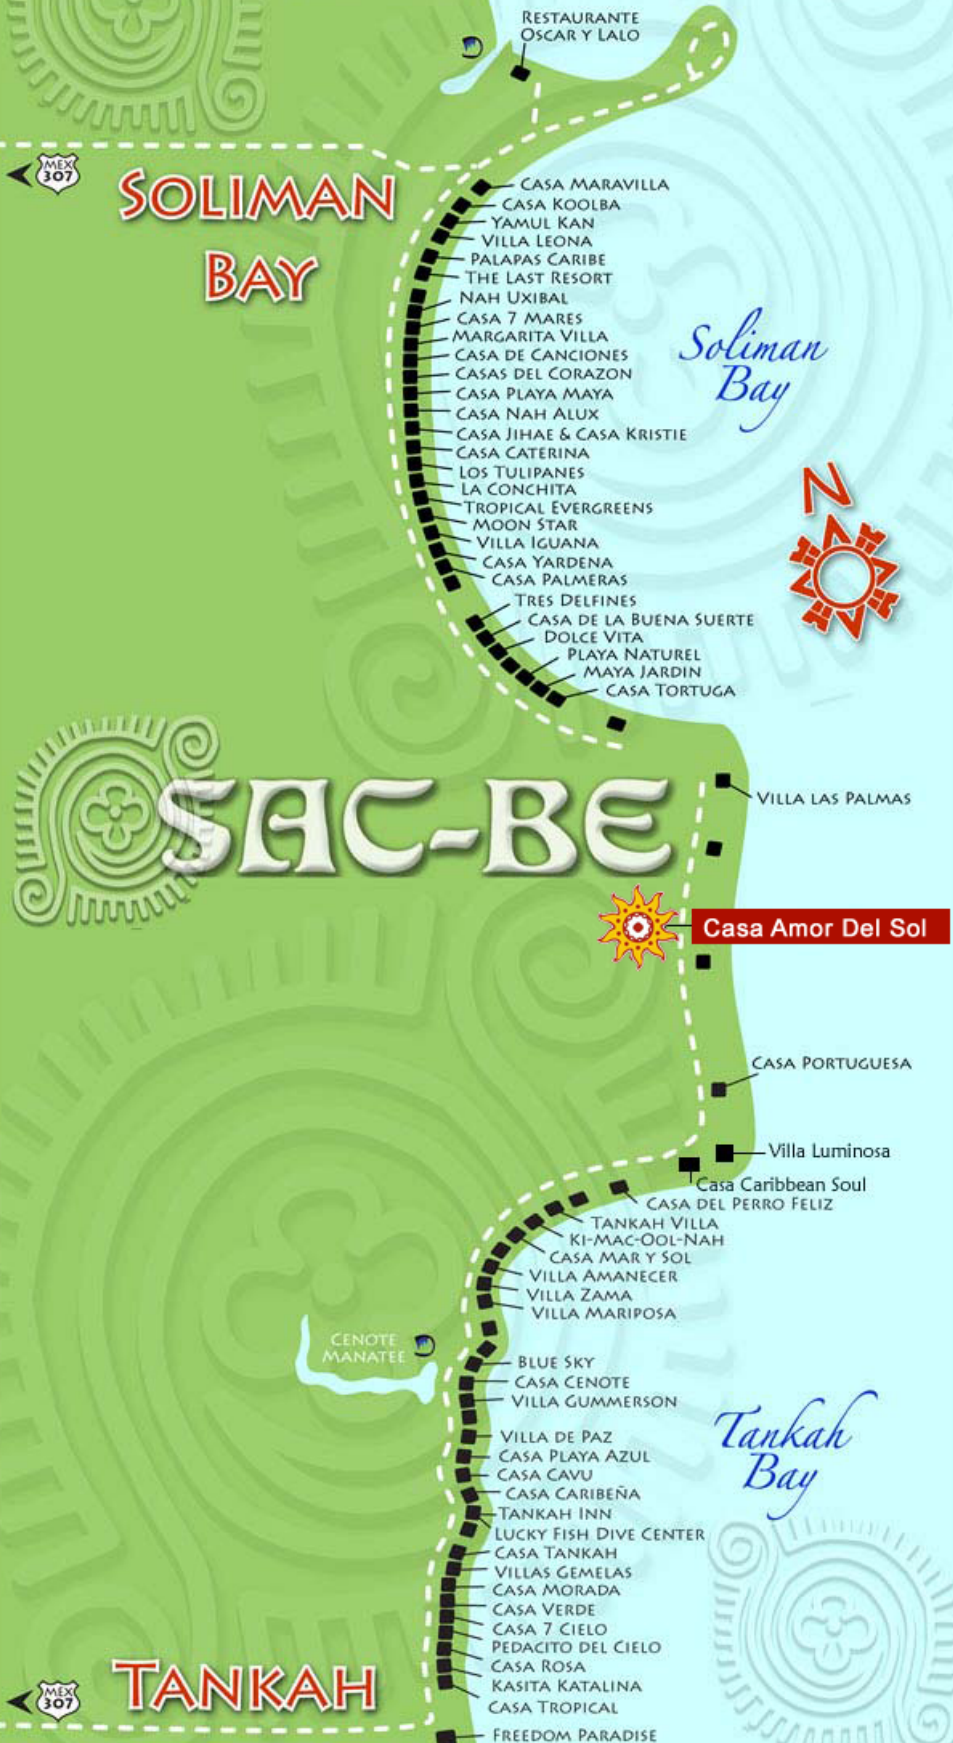 RESTAURANTE
OSCAR Y LALO
MEX
307
SOLIMAN
BAY
CASA MARAVILLA
CASA KOOLBA
YAMUL KAN
VILLA LEONA
PALAPAS CARIBE
THE LAST RESORT
NAH UXIBAL
CASA 7 MARES
MARGARITA VILLA
CASA DE CANCIONES
CASAS DEL CORAZON
CASA PLAYA MAYA
CASA NAH ALUX
CASA JIHAE & CASA KRISTIE
CASA CATERINA
LOS TULIPANES
LA CONCHITA
TROPICAL EVERGREENS
MOON STAR
VILLA IGUANA
CASA YARDENA
CASA PALMERAS
TRES DELFINES
CASA DE LA BUENA SUERTE
DOLCE VITA
PLAYA NATUREL
MAYA JARDIN
CASA TORTUGA
Soliman
Bay
N
SAC-BE
VILLA LAS PALMAS
Casa Amor Del Sol
CASA PORTUGUESA
Villa Luminosa
Casa Caribbean Soul
CASA DEL PERRO FELIZ
TANKAH VILLA
KI-MAC-OOL-NAH
CASA MAR Y SOL
VILLA AMANECER
VILLA ZAMA
VILLA MARIPOSA
CENOTE
MANATEE
BLUE SKY
CASA CENOTE
VILLA GUMMERSON
VILLA DE PAZ
CASA PLAYA AZUL
CASA CAVU
CASA CARIBEÑA
TANKAH INN
LUCKY FISH DIVE CENTER
CASA TANKAH
VILLAS GEMELAS
CASA MORADA
CASA VERDE
CASA 7 CIELO
PEDACITO DEL CIELO
CASA ROSA
KASITA KATALINA
CASA TROPICAL
FREEDOM PARADISE
Tankah
Bay
MEX
307
TANKAH